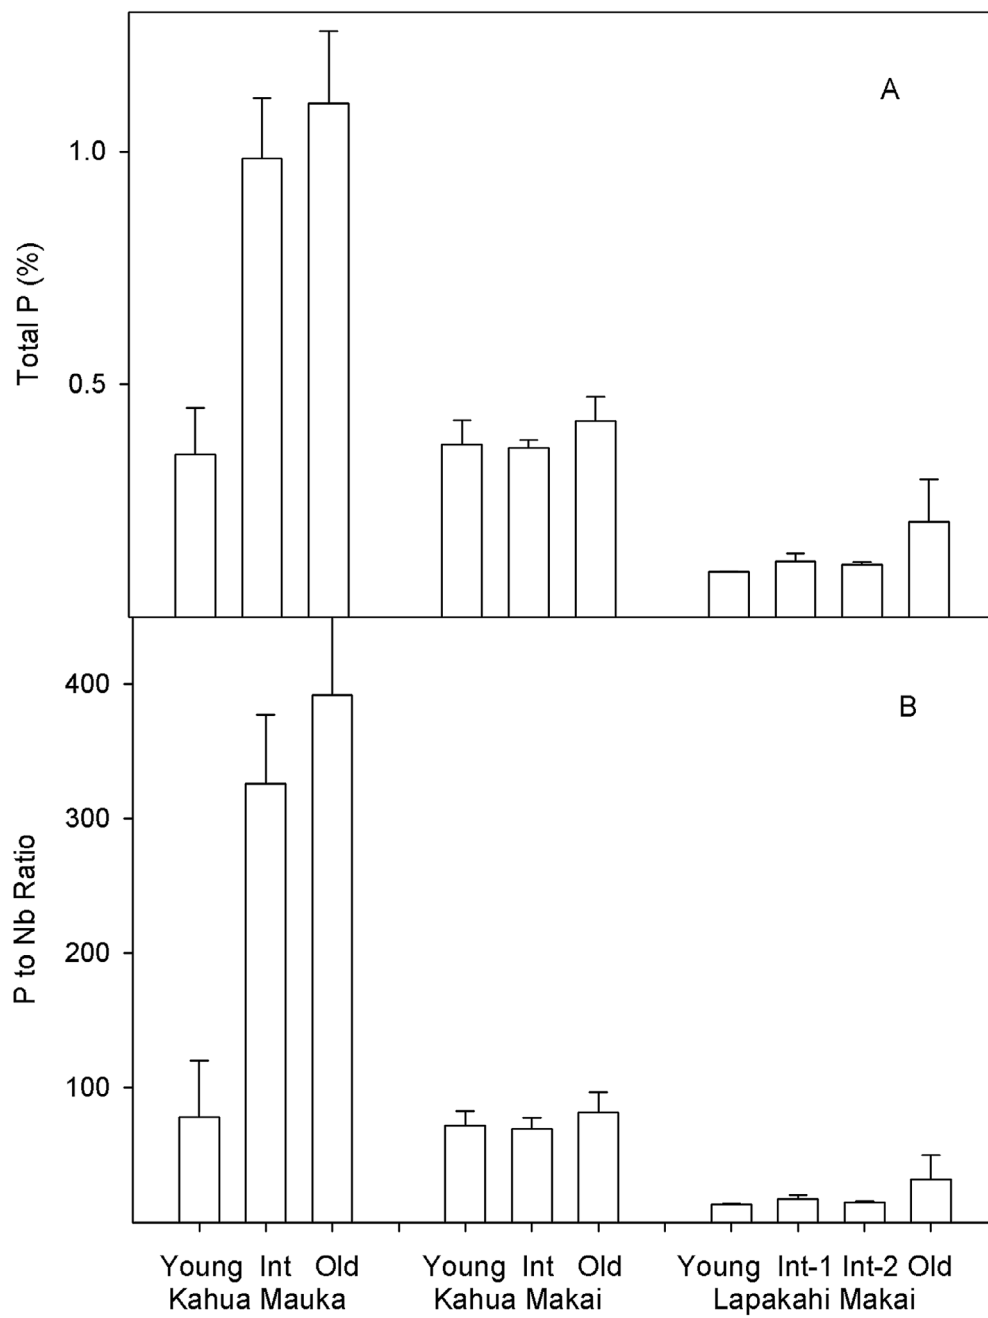 A
1.0
Total P (%)
0.5
B
400
300
P to Nb Ratio
200
100
Young Int Old Young Int Old Young Int-1 Int-2 Old
Kahua Mauka Kahua Makai Lapakahi Makai